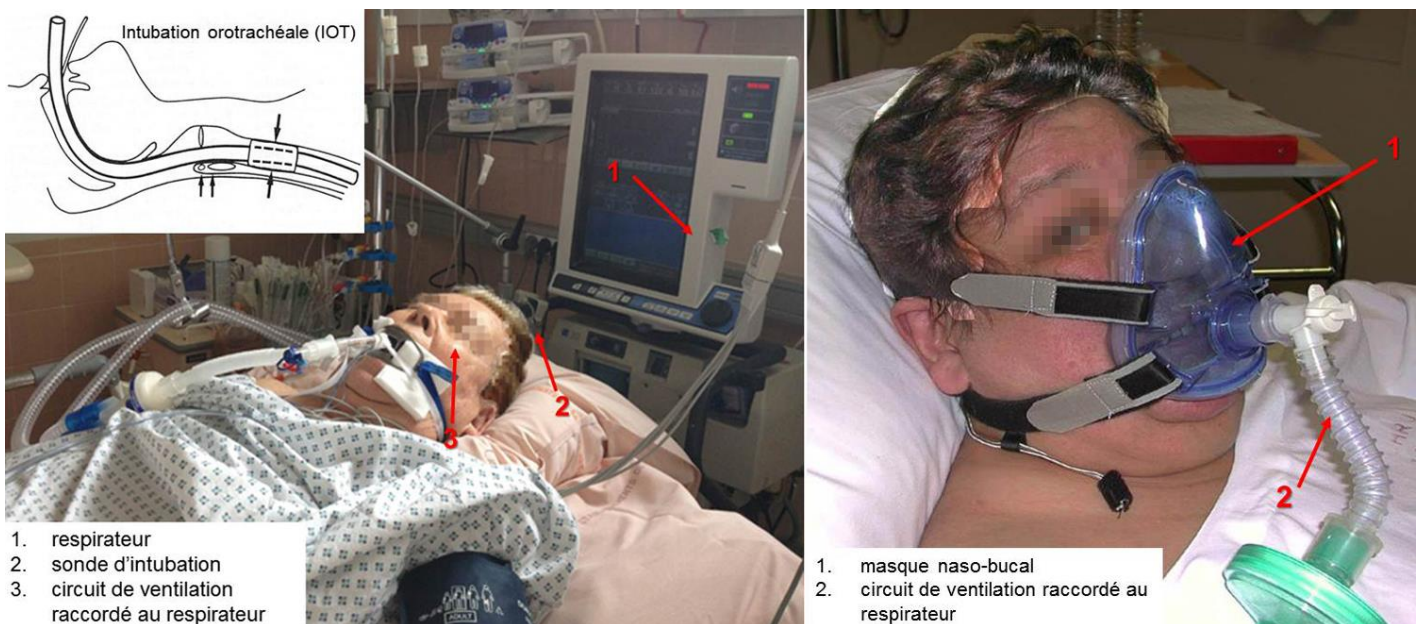 Intubation orotrachéale (IOT)
1
2
3
1. respirateur
2. sonde d'intubation
3. circuit de ventilation
raccordé au respirateur
ADULT
1
2
1. masque naso-bucal
2. circuit de ventilation raccordé au
respirateur